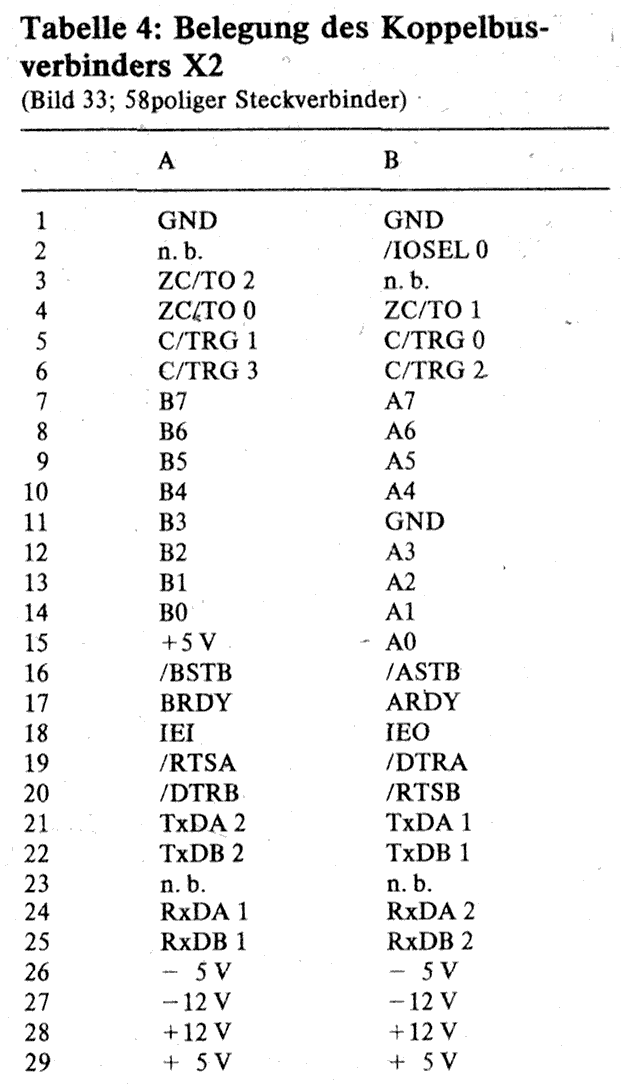 Tabelle 4: Belegung des Koppelbus-
verbinders X2
(Bild 33; 58poliger Steckverbinder)
A B
1 GND GND
2 n. b. /IOSEL 0
3 ZC/TO 2 n. b.
4 ZC/TO 0 ZC/TO 1
5 C/TRG 1 C/TRG 0
6 C/TRG 3 C/TRG 2
7 B7 A7
8 B6 A6
9 B5 A5
10 B4 A4
11 B3 GND
12 B2 A3
13 B1 A2
14 B0 A1
15 +5 V A0
16 /BSTB /ASTB
17 BRDY ARDY
18 IEI IEO
19 /RTSA /DTRA
20 /DTRB /RTSB
21 TxDA 2 TxDA 1
22 TxDB 2 TxDB 1
23 n. b. n. b.
24 RxDA 1 RxDA 2
25 RxDB 1 RxDB 2
26 − 5 V − 5 V
27 −12 V −12 V
28 +12 V +12 V
29 + 5 V + 5 V